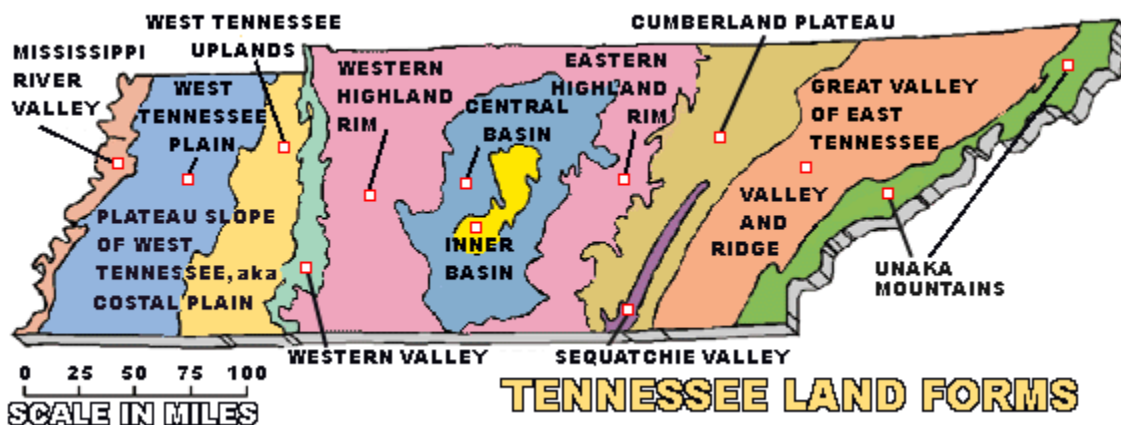 WEST TENNESSEE
UPLANDS
CUMBERLAND PLATEAU
MISSISSIPPI
RIVER
VALLEY
WEST
TENNESSEE
PLAIN
WESTERN
HIGHLAND
RIM
CENTRAL
BASIN
EASTERN
HIGHLAND
RIM
GREAT VALLEY
OF EAST
TENNESSEE
VALLEY
AND
RIDGE
PLATEAU SLOPE
OF WEST
TENNESSEE, aka
COSTAL PLAIN
INNER
BASIN
UNAKA
MOUNTAINS
WESTERN VALLEY
SEQUATCHIE VALLEY
0 25 50 75 100
SCALE IN MILES
TENNESSEE LAND FORMS